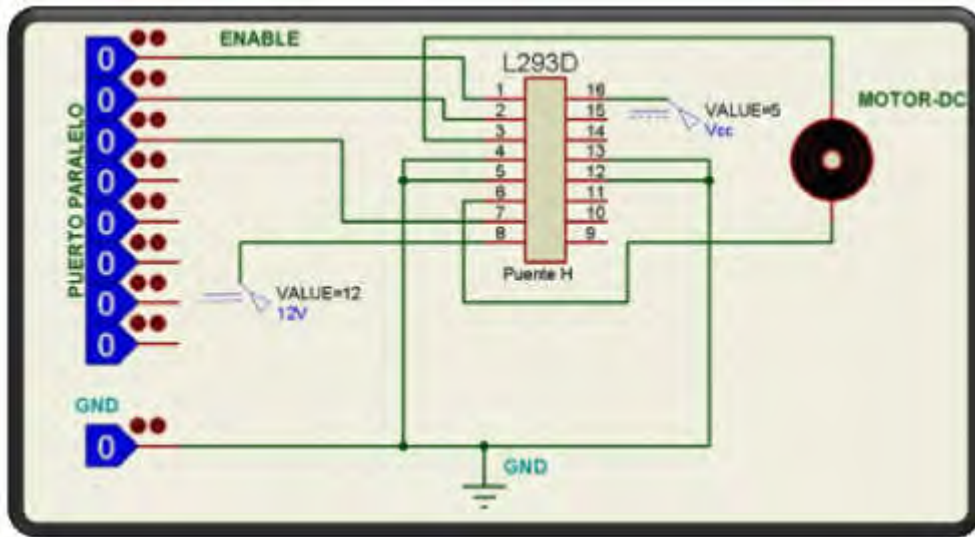 ENABLE
L293D
PUERTO PARALELO
0
0
0
0
0
0
0
0
1 16
2 15
3 14
4 13
5 12
6 11
7 10
8 9
VALUE=5
Vcc
MOTOR-DC
Puente H
VALUE=12
12V
GND
0
GND